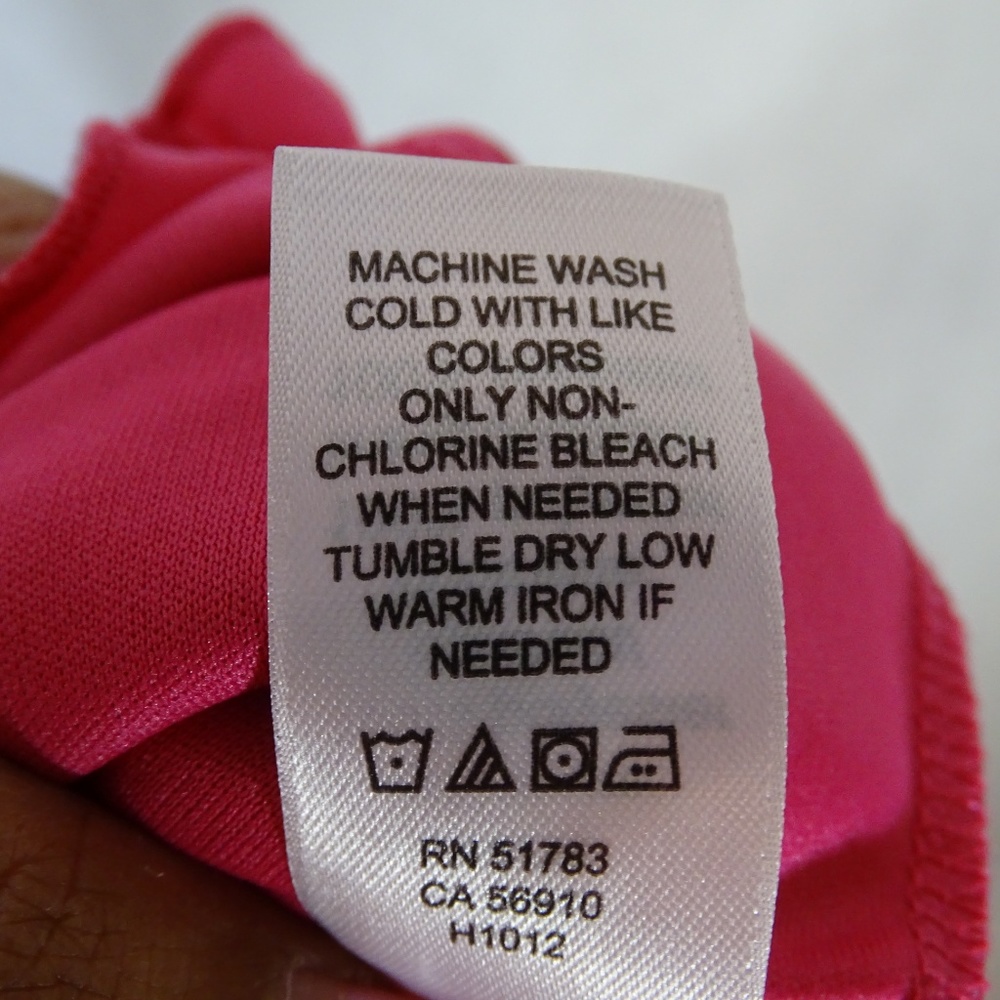 MACHINE WASH
COLD WITH LIKE
COLORS
ONLY NON-
CHLORINE BLEACH
WHEN NEEDED
TUMBLE DRY LOW
WARM IRON IF
NEEDED
RN 51783
CA 56910
H1012